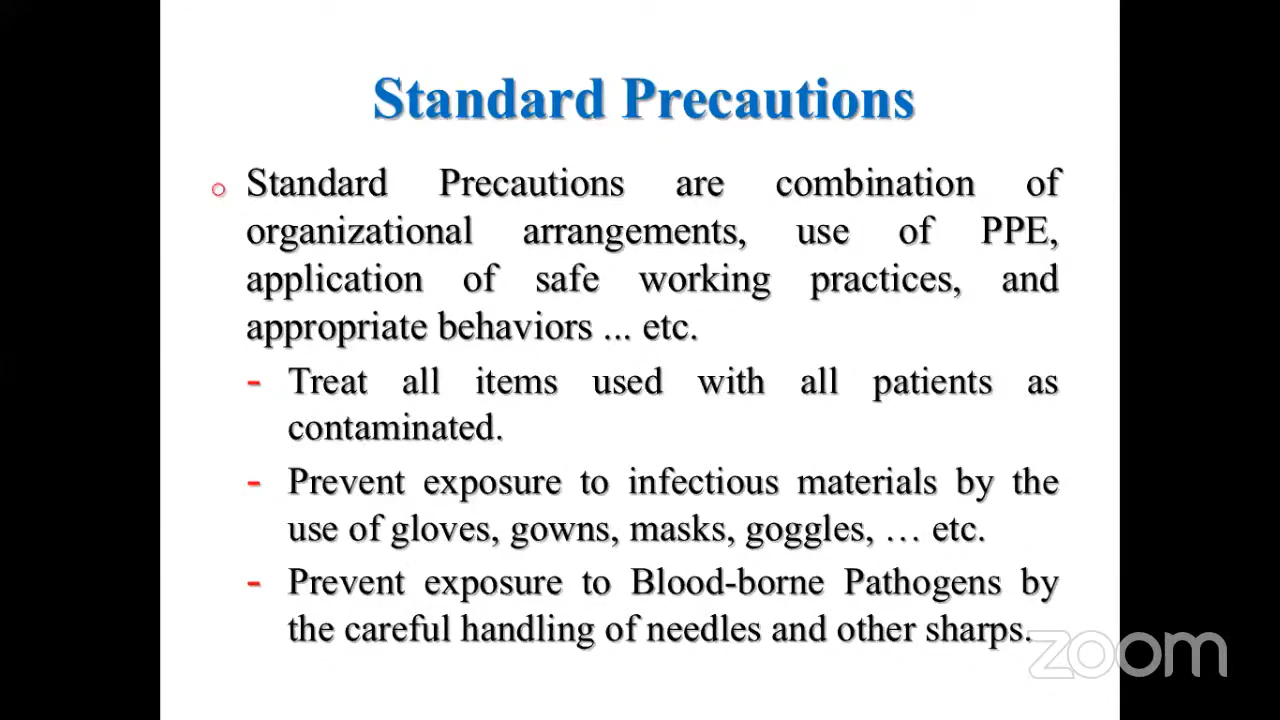 Standard Precautions
Standard Precautions are combination of
organizational arrangements, use of PPE,
application of safe working practices, and
appropriate behaviors ... etc.
- Treat all items used with all patients as
contaminated.
- Prevent exposure to infectious materials by the
use of gloves, gowns, masks, goggles, … etc.
- Prevent exposure to Blood-borne Pathogens by
the careful handling of needles and other sharps.
zoom